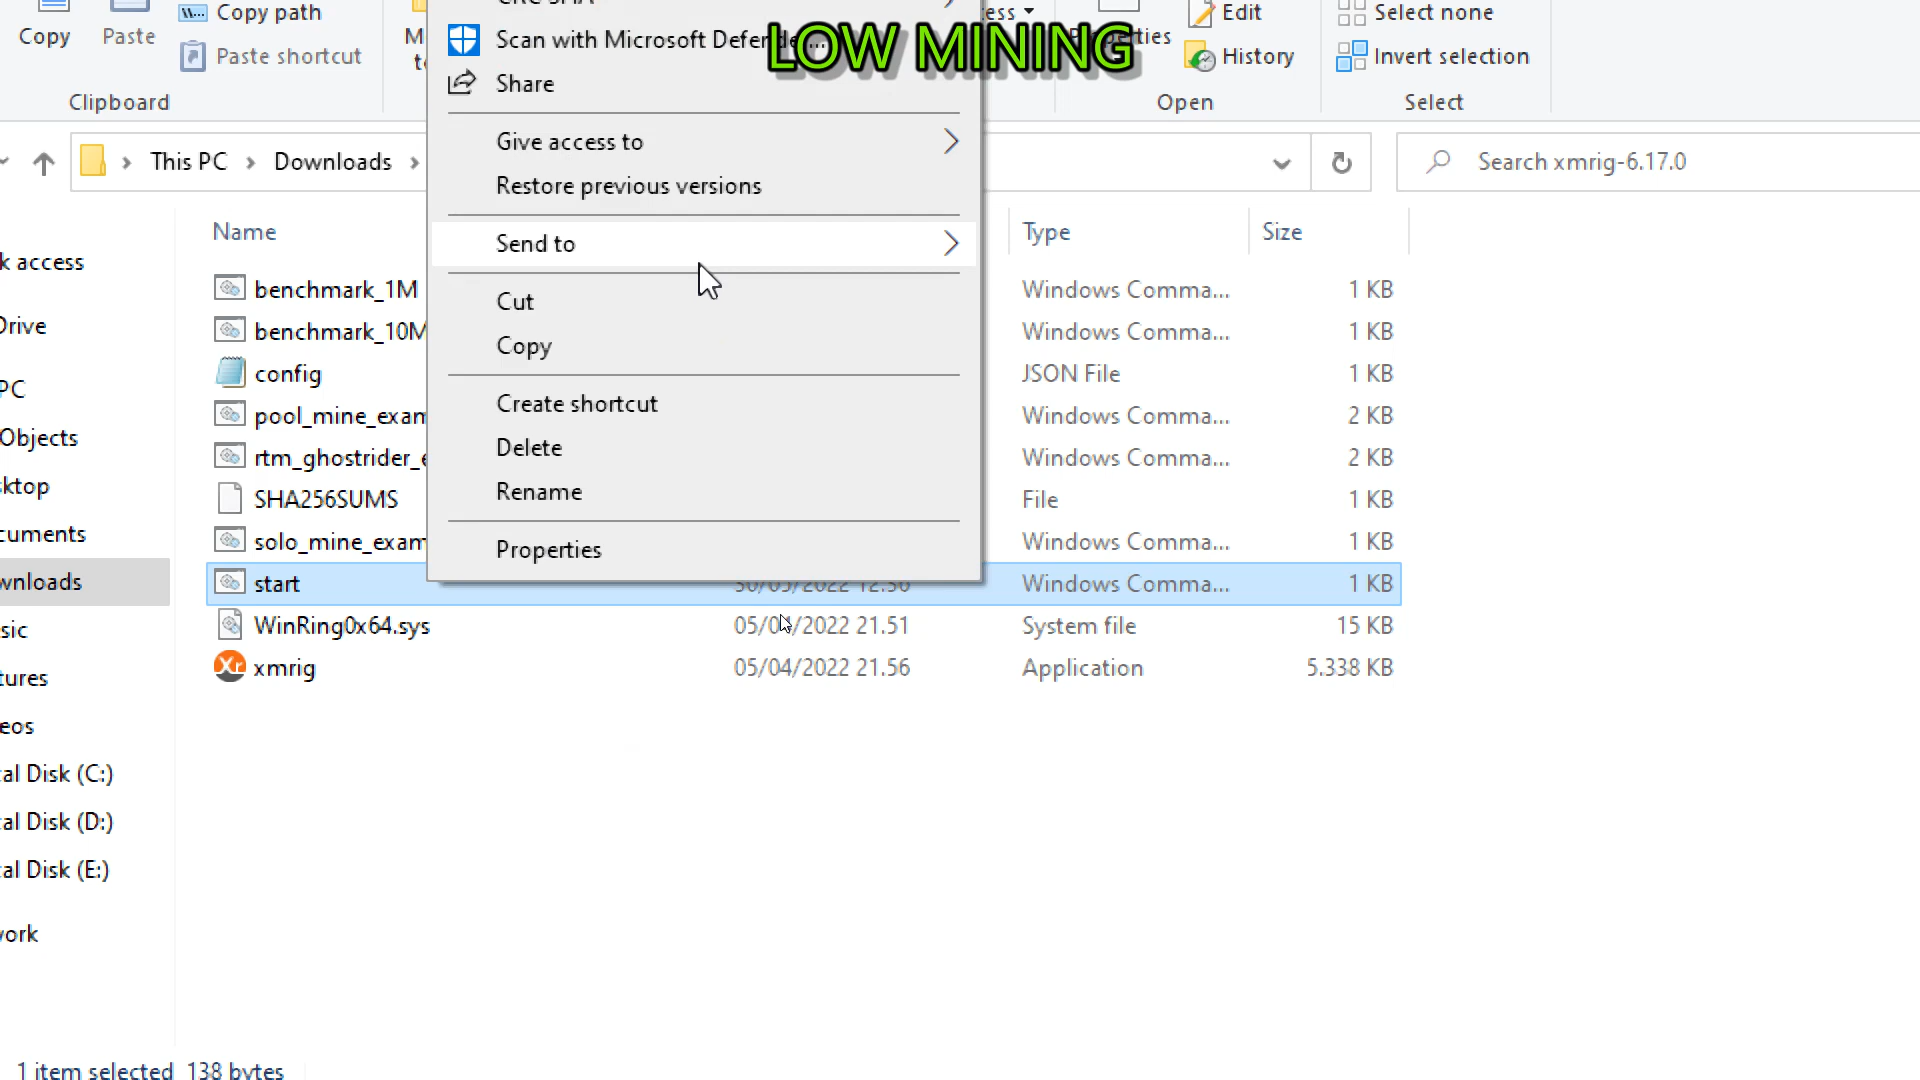 Copy
Paste
Copy path
Paste shortcut
Clipboard
LOW MINING
Edit
History
Open
Select none
Invert selection
Select
Scan with Microsoft Defende...
Share
Give access to
Restore previous versions
Send to
Cut
Copy
Create shortcut
Delete
Rename
Properties
This PC
Downloads
Search xmrig-6.17.0
Name
Type
Size
benchmark_1M
Windows Comma...
1 KB
benchmark_10M
Windows Comma...
1 KB
config
JSON File
1 KB
pool_mine_exam
Windows Comma...
2 KB
rtm_ghostrider_e
Windows Comma...
2 KB
SHA256SUMS
File
1 KB
solo_mine_exam
Windows Comma...
1 KB
start
Windows Comma...
1 KB
WinRing0x64.sys
05/04/2022 21.51
System file
15 KB
xmrig
05/04/2022 21.56
Application
5.338 KB
k access
Drive
PC
Objects
sktop
cuments
wnloads
sic
tures
eos
cal Disk (C:)
cal Disk (D:)
cal Disk (E:)
work
1 item selected 138 bytes